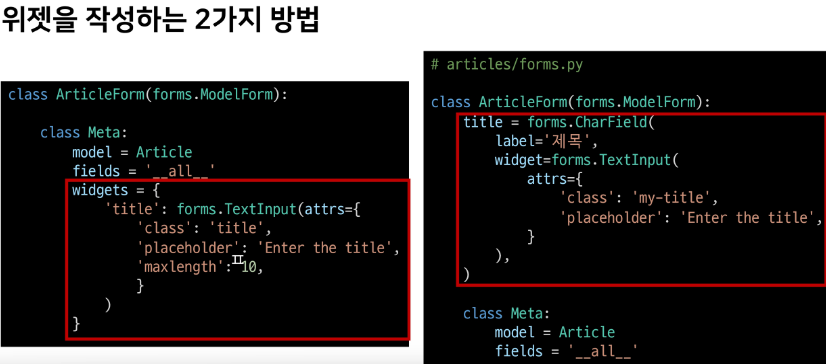 위젯을 작성하는 2가지 방법
class ArticleForm(forms.ModelForm):
class Meta:
model = Article
fields = '__all__'
widgets = {
'title': forms.TextInput(attrs={
'class': 'title',
'placeholder': 'Enter the title',
'maxlength': 10,
}
)
}
# articles/forms.py
class ArticleForm(forms.ModelForm):
title = forms.CharField(
label='제목',
widget=forms.TextInput(
attrs={
'class': 'my-title',
'placeholder': 'Enter the title',
}
),
)
class Meta:
model = Article
fields = '__all__'